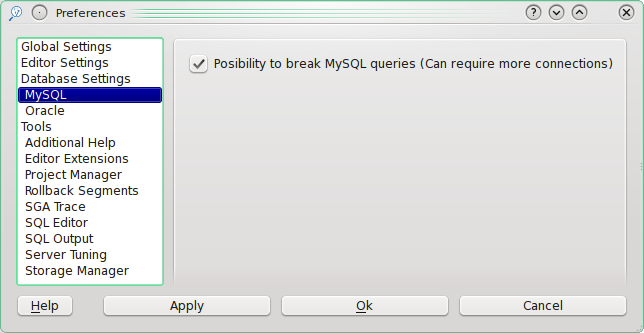 Preferences
Global Settings
Editor Settings
Database Settings
MySQL
Oracle
Tools
Additional Help
Editor Extensions
Project Manager
Rollback Segments
SGA Trace
SQL Editor
SQL Output
Server Tuning
Storage Manager
Posibility to break MySQL queries (Can require more connections)
Help
Apply
Ok
Cancel